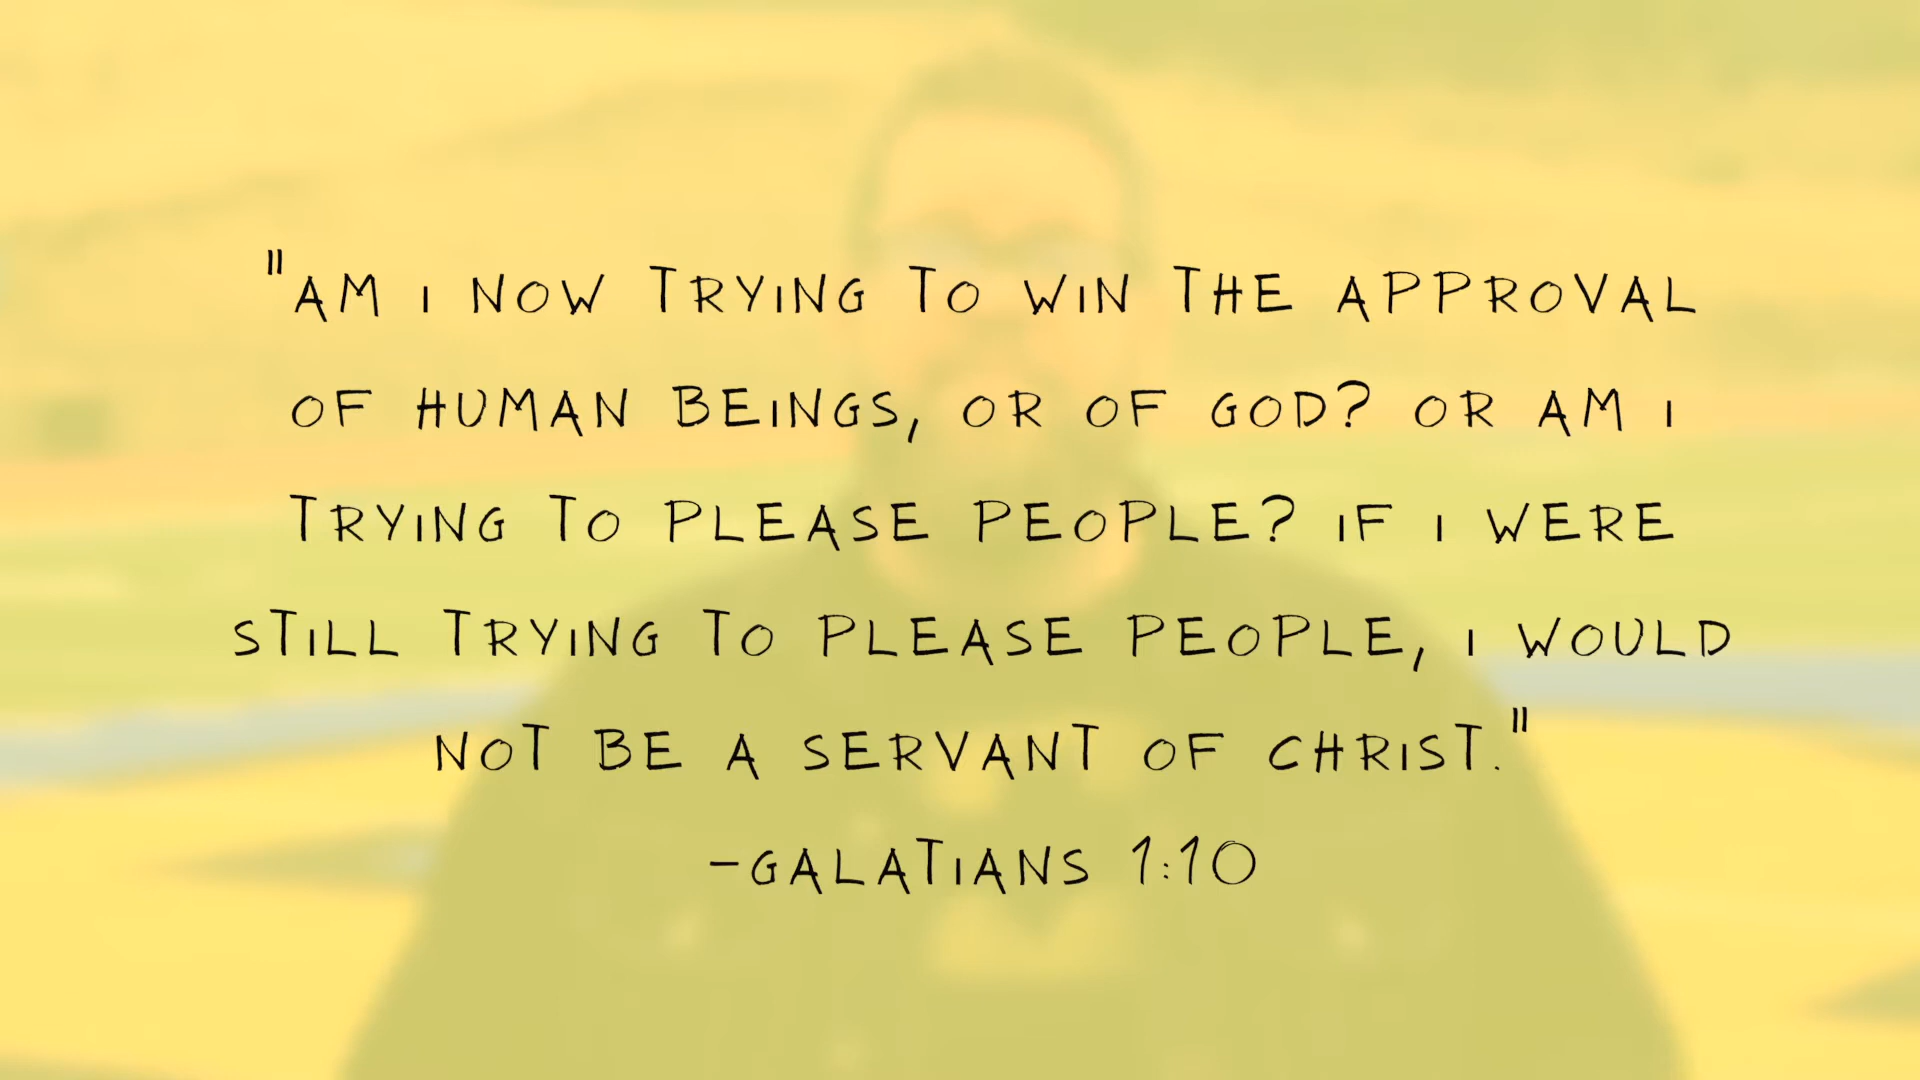 "AM I NOW TRYING TO WIN THE APPROVAL
OF HUMAN BEINGS, OR OF GOD? OR AM I
TRYING TO PLEASE PEOPLE? IF I WERE
STILL TRYING TO PLEASE PEOPLE, I WOULD
NOT BE A SERVANT OF CHRIST."
-GALATIANS 1:10